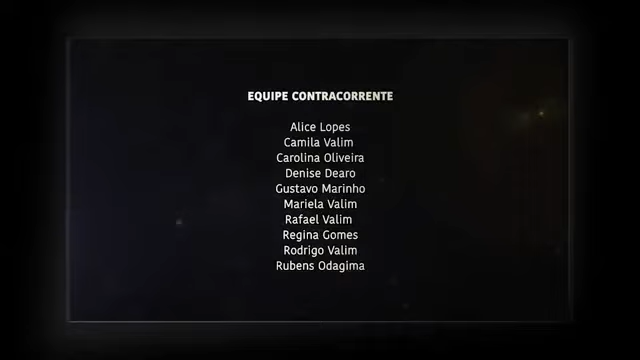 EQUIPE CONTRACORRENTE
Alice Lopes
Camila Valim
Carolina Oliveira
Denise Dearo
Gustavo Marinho
Mariela Valim
Rafael Valim
Regina Gomes
Rodrigo Valim
Rubens Odagima